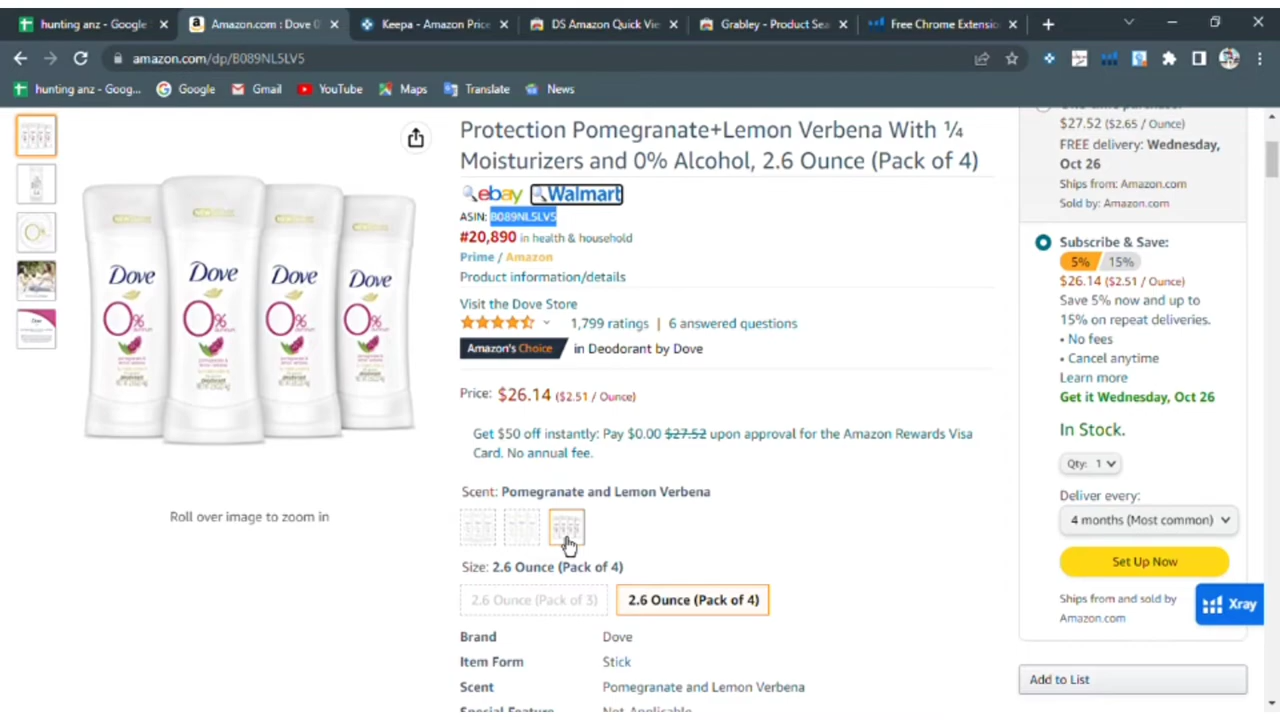 hunting anz - Google
Amazon.com : Dove 0
Keepa - Amazon Price
DS Amazon Quick Vie
Grabley - Product Sea
Free Chrome Extensio
amazon.com/dp/B089NL5LV5
hunting anz - Goog...
Google
Gmail
YouTube
Maps
Translate
News
Protection Pomegranate+Lemon Verbena With ¼
Moisturizers and 0% Alcohol, 2.6 Ounce (Pack of 4)
ebay Walmart
ASIN: B089NL5LV5
#20,890 in health & household
Prime / Amazon
Product information/details
Visit the Dove Store
1,799 ratings | 6 answered questions
Amazon's Choice in Deodorant by Dove
Price: $26.14 ($2.51 / Ounce)
Get $50 off instantly: Pay $0.00 $27.52 upon approval for the Amazon Rewards Visa
Card. No annual fee.
Scent: Pomegranate and Lemon Verbena
Size: 2.6 Ounce (Pack of 4)
2.6 Ounce (Pack of 3)
2.6 Ounce (Pack of 4)
Brand Dove
Item Form Stick
Scent Pomegranate and Lemon Verbena
Dove
0%
Dove
0%
Dove
0%
Dove
0%
Roll over image to zoom in
$27.52 ($2.65 / Ounce)
FREE delivery: Wednesday,
Oct 26
Ships from: Amazon.com
Sold by: Amazon.com
Subscribe & Save:
5% 15%
$26.14 ($2.51 / Ounce)
Save 5% now and up to
15% on repeat deliveries.
• No fees
• Cancel anytime
Learn more
Get it Wednesday, Oct 26
In Stock.
Qty: 1
Deliver every:
4 months (Most common)
Set Up Now
Ships from and sold by
Amazon.com
Xray
Add to List